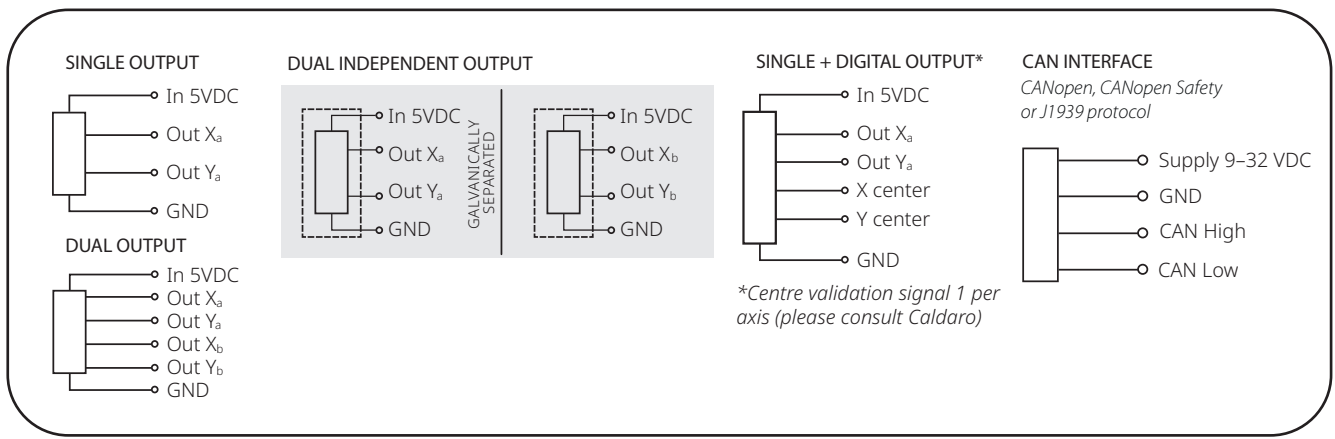 SINGLE OUTPUT
In 5VDC
Out Xa
Out Ya
GND
DUAL OUTPUT
In 5VDC
Out Xa
Out Ya
Out Xb
Out Yb
GND
DUAL INDEPENDENT OUTPUT
In 5VDC
Out Xa
Out Ya
GND
GALVANICALLY
SEPARATED
In 5VDC
Out Xb
Out Yb
GND
SINGLE + DIGITAL OUTPUT*
In 5VDC
Out Xa
Out Ya
X center
Y center
GND
*Centre validation signal 1 per
axis (please consult Caldaro)
CAN INTERFACE
CANopen, CANopen Safety
or J1939 protocol
Supply 9–32 VDC
GND
CAN High
CAN Low